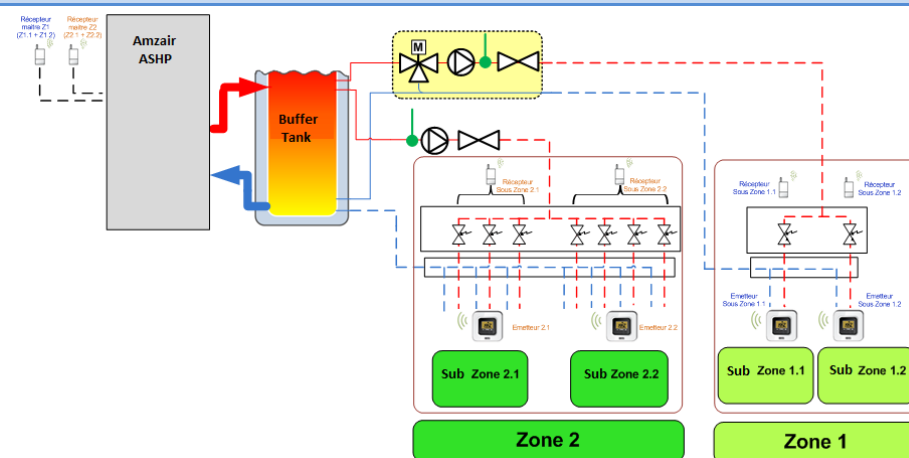 Récepteur
maitre Z1
(Z1.1 + Z1.2)
Récepteur
maitre Z2
(Z2.1 + Z2.2)
Amzair
ASHP
Buffer
Tank
M
Récepteur
Sous Zone 2.1
Récepteur
Sous Zone 2.2
Récepteur
Sous Zone 1.1
Récepteur
Sous Zone 1.2
Emetteur 2.1
Emetteur 2.2
Emetteur
Sous Zone 1.1
Emetteur
Sous Zone 1.2
Sub Zone 2.1
Sub Zone 2.2
Sub Zone 1.1
Sub Zone 1.2
Zone 2
Zone 1